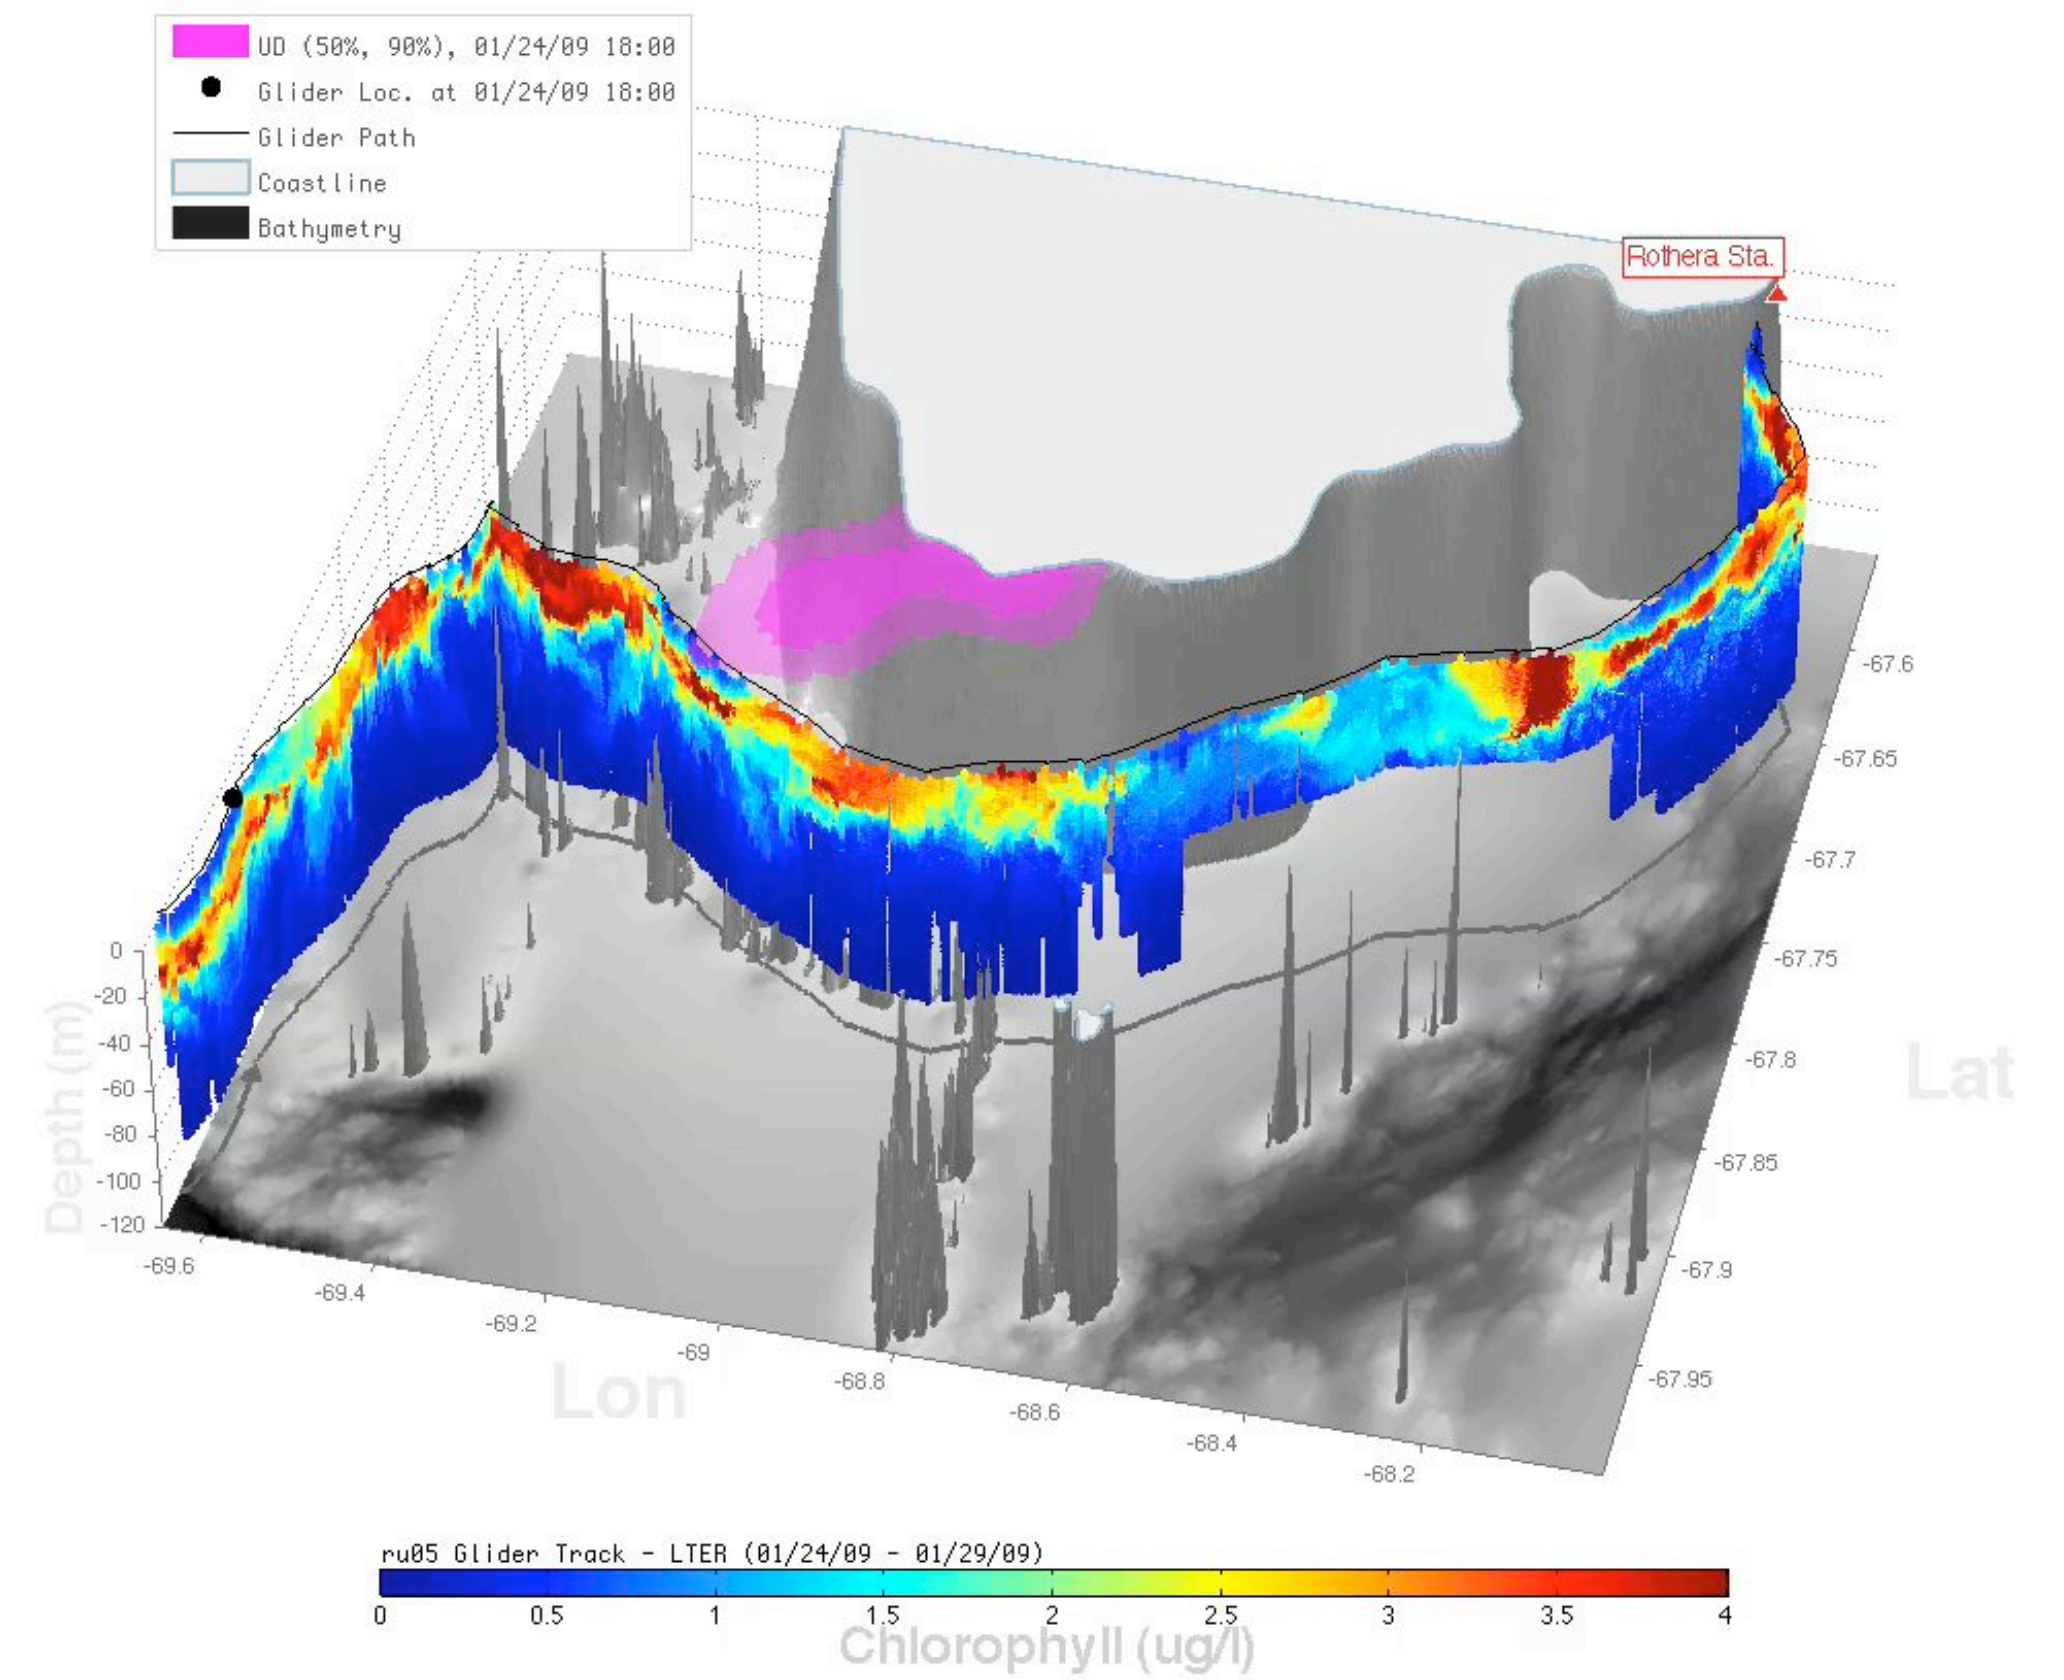 UD (50%, 90%), 01/24/09 18:00
Glider Loc. at 01/24/09 18:00
Glider Path
Coastline
Bathymetry
Rothera Sta.
-67.6
-67.65
-67.7
-67.75
-67.8
-67.85
-67.9
-67.95
Lat
0
-20
-40
-60
-80
-100
-120
Depth (m)
-69.6
-69.4
-69.2
-69
-68.8
-68.6
-68.4
-68.2
Lon
ru05 Glider Track - LTER (01/24/09 - 01/29/09)
0 0.5 1 1.5 2 2.5 3 3.5 4
Chlorophyll (ug/l)